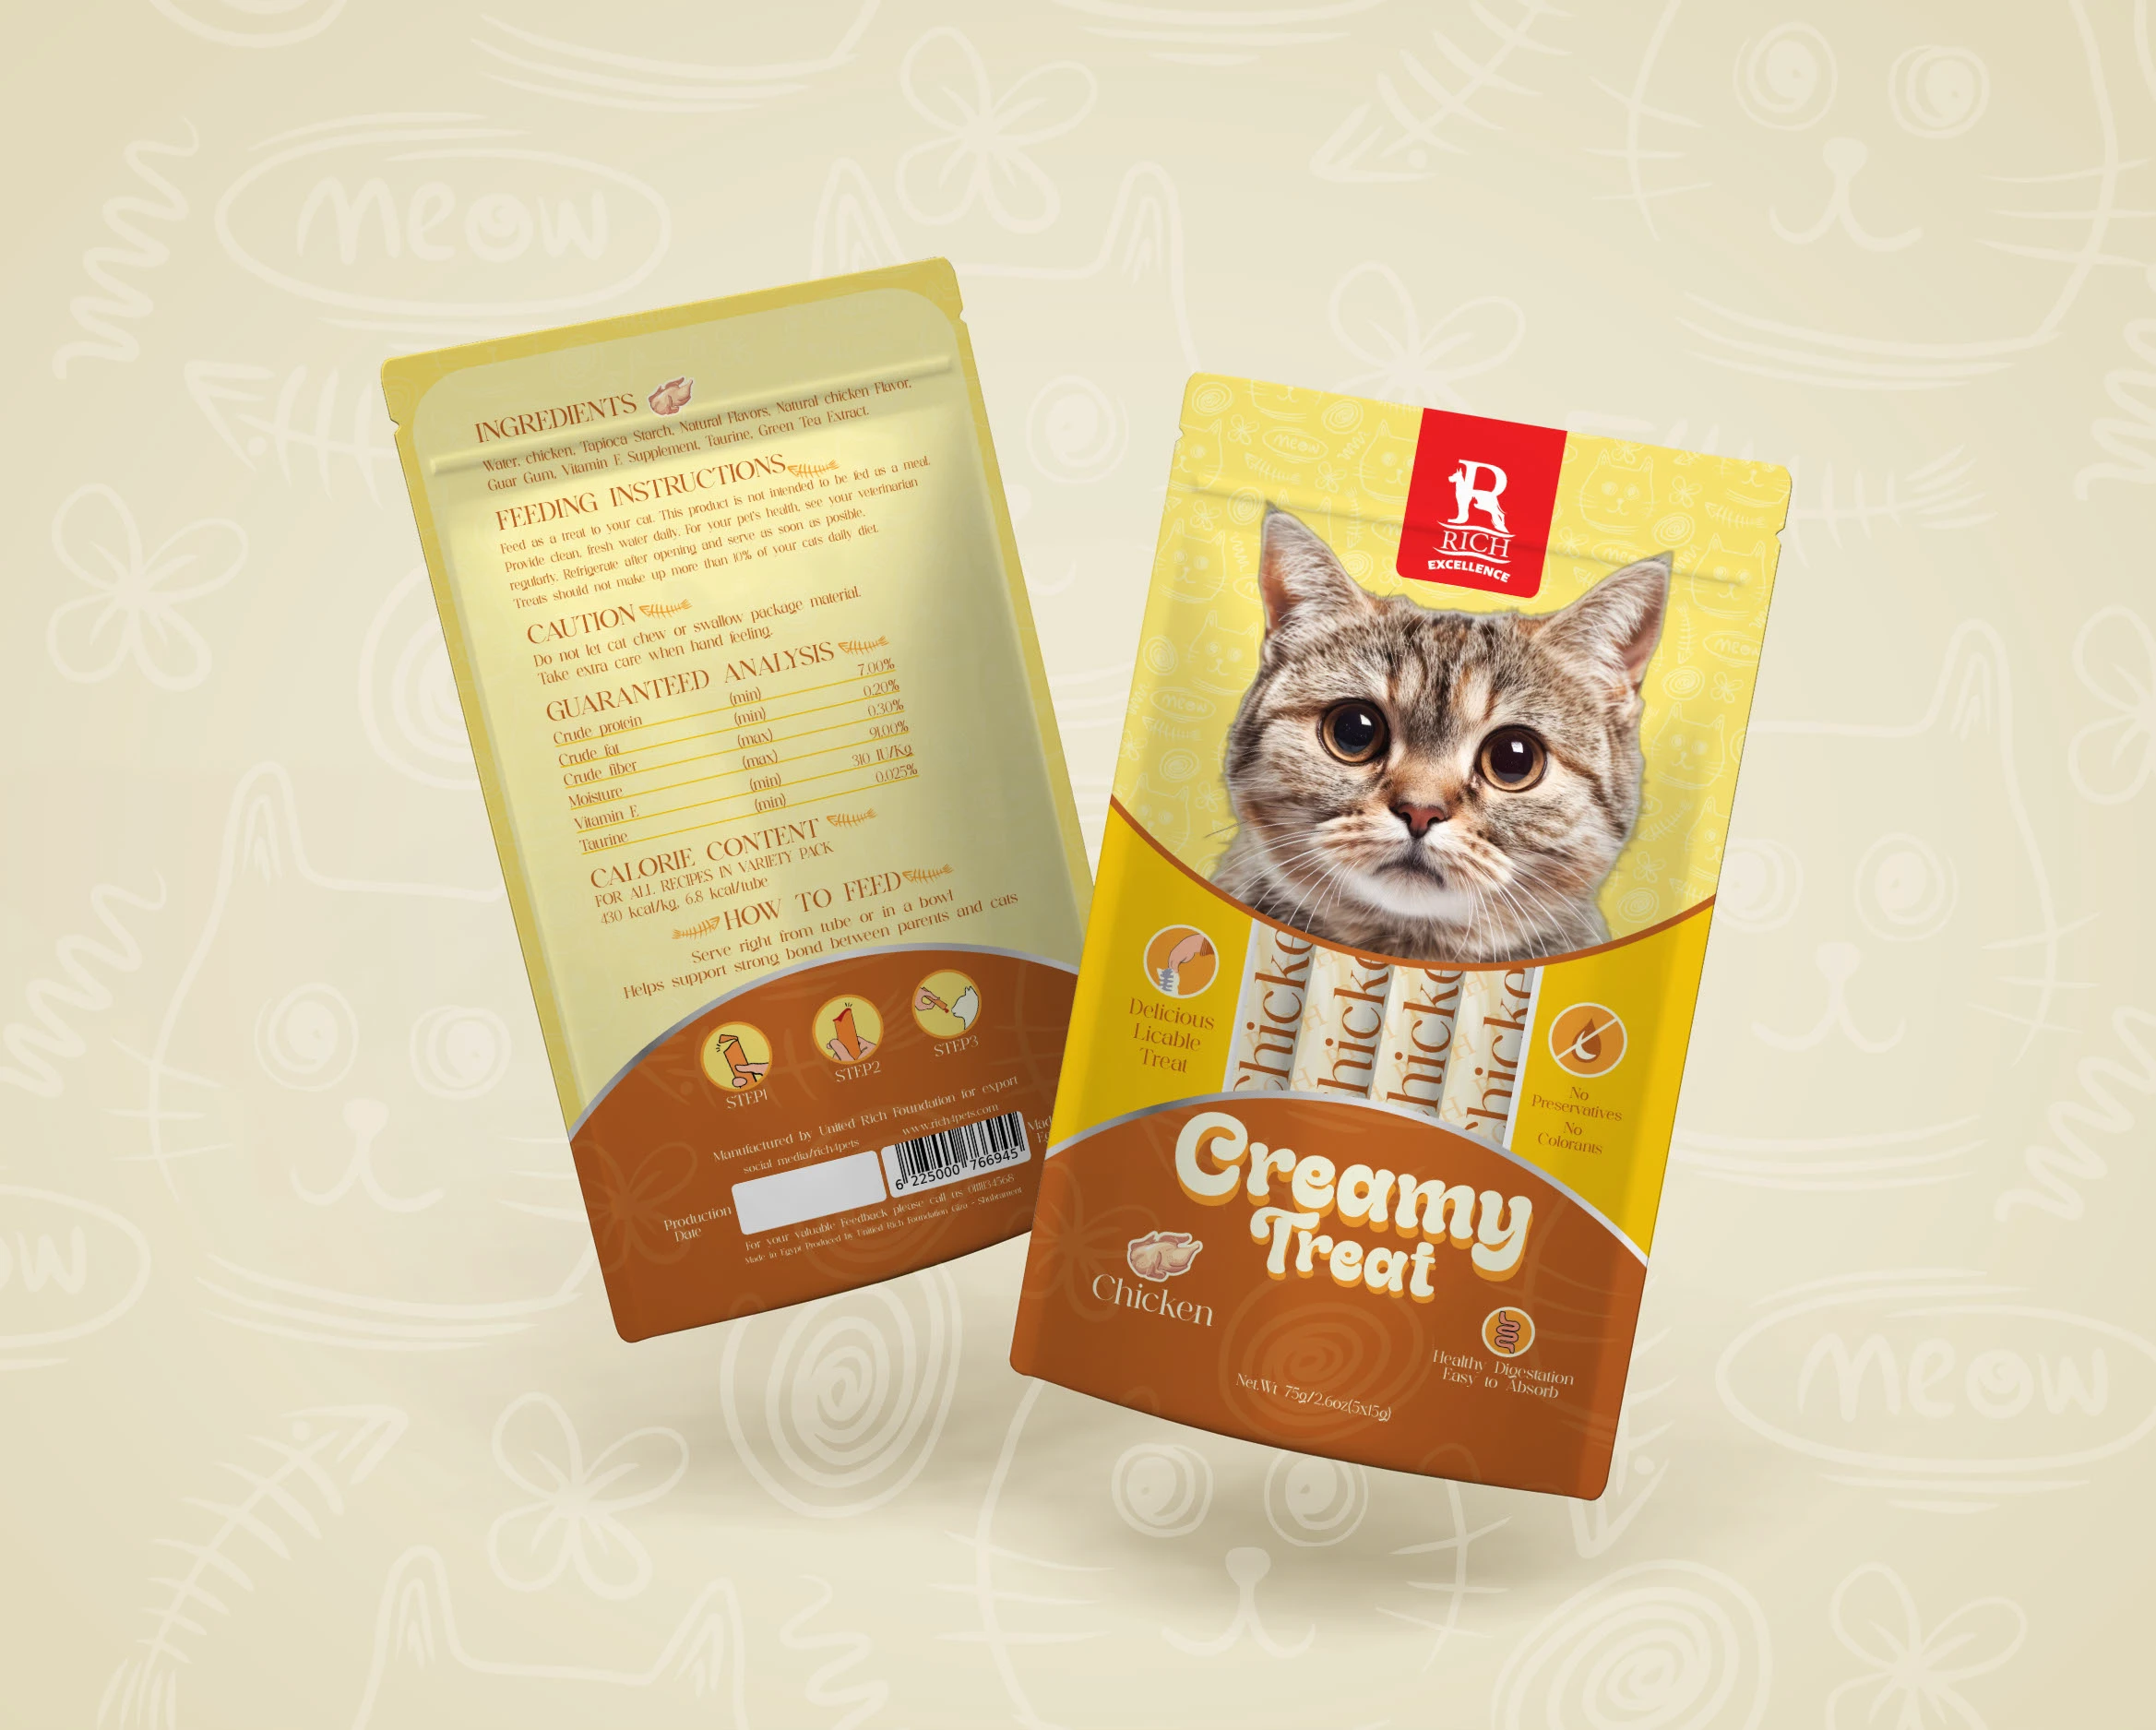 meow
INGREDIENTS
Water, chicken, Tapioca Starch, Natural Flavors, Natural chicken Flavor,
Guar Gum, Vitamin E Supplement, Taurine, Green Tea Extract.
FEEDING INSTRUCTIONS
Feed as a treat to your cat. This product is not intended to be fed as a meal.
Provide clean, fresh water daily. For your pet's health, see your veterinarian
regularly. Refrigerate after opening and serve as soon as posible.
Treats should not make up more than 10% of your cats daily diet.
CAUTION
Do not let cat chew or swallow package material.
Take extra care when hand feeling.
GUARANTEED ANALYSIS
Crude protein (min) 7.00%
Crude fat (min) 0.20%
Crude fiber (max) 0.30%
Moisture (max) 91.00%
Vitamin E (min) 310 IU/Kg
Taurine (min) 0.025%
CALORIE CONTENT
FOR ALL RECIPES IN VARIETY PACK
430 kcal/kg, 6.8 kcal/tube
HOW TO FEED
Serve right from tube or in a bowl
Helps support strong bond between parents and cats
STEP1
STEP2
STEP3
Manufactured by United Rich Foundation for export
social media/rich4pets www.rich4pets.com
6 225000 766945
Production
Date
For your valuable Feedback please call us
Made in Egypt Produced by United Rich Foundation Giza - Shabrament
R
RICH
EXCELLENCE
Delicious
Licable
Treat
hicke
hicke
hicke
hicke
No
Preservatives
No
Colorants
Creamy
Treat
Chicken
Healthy Digestation
Easy to Absorb
Net.Wt 75g/2.6oz(5x15g)
meow